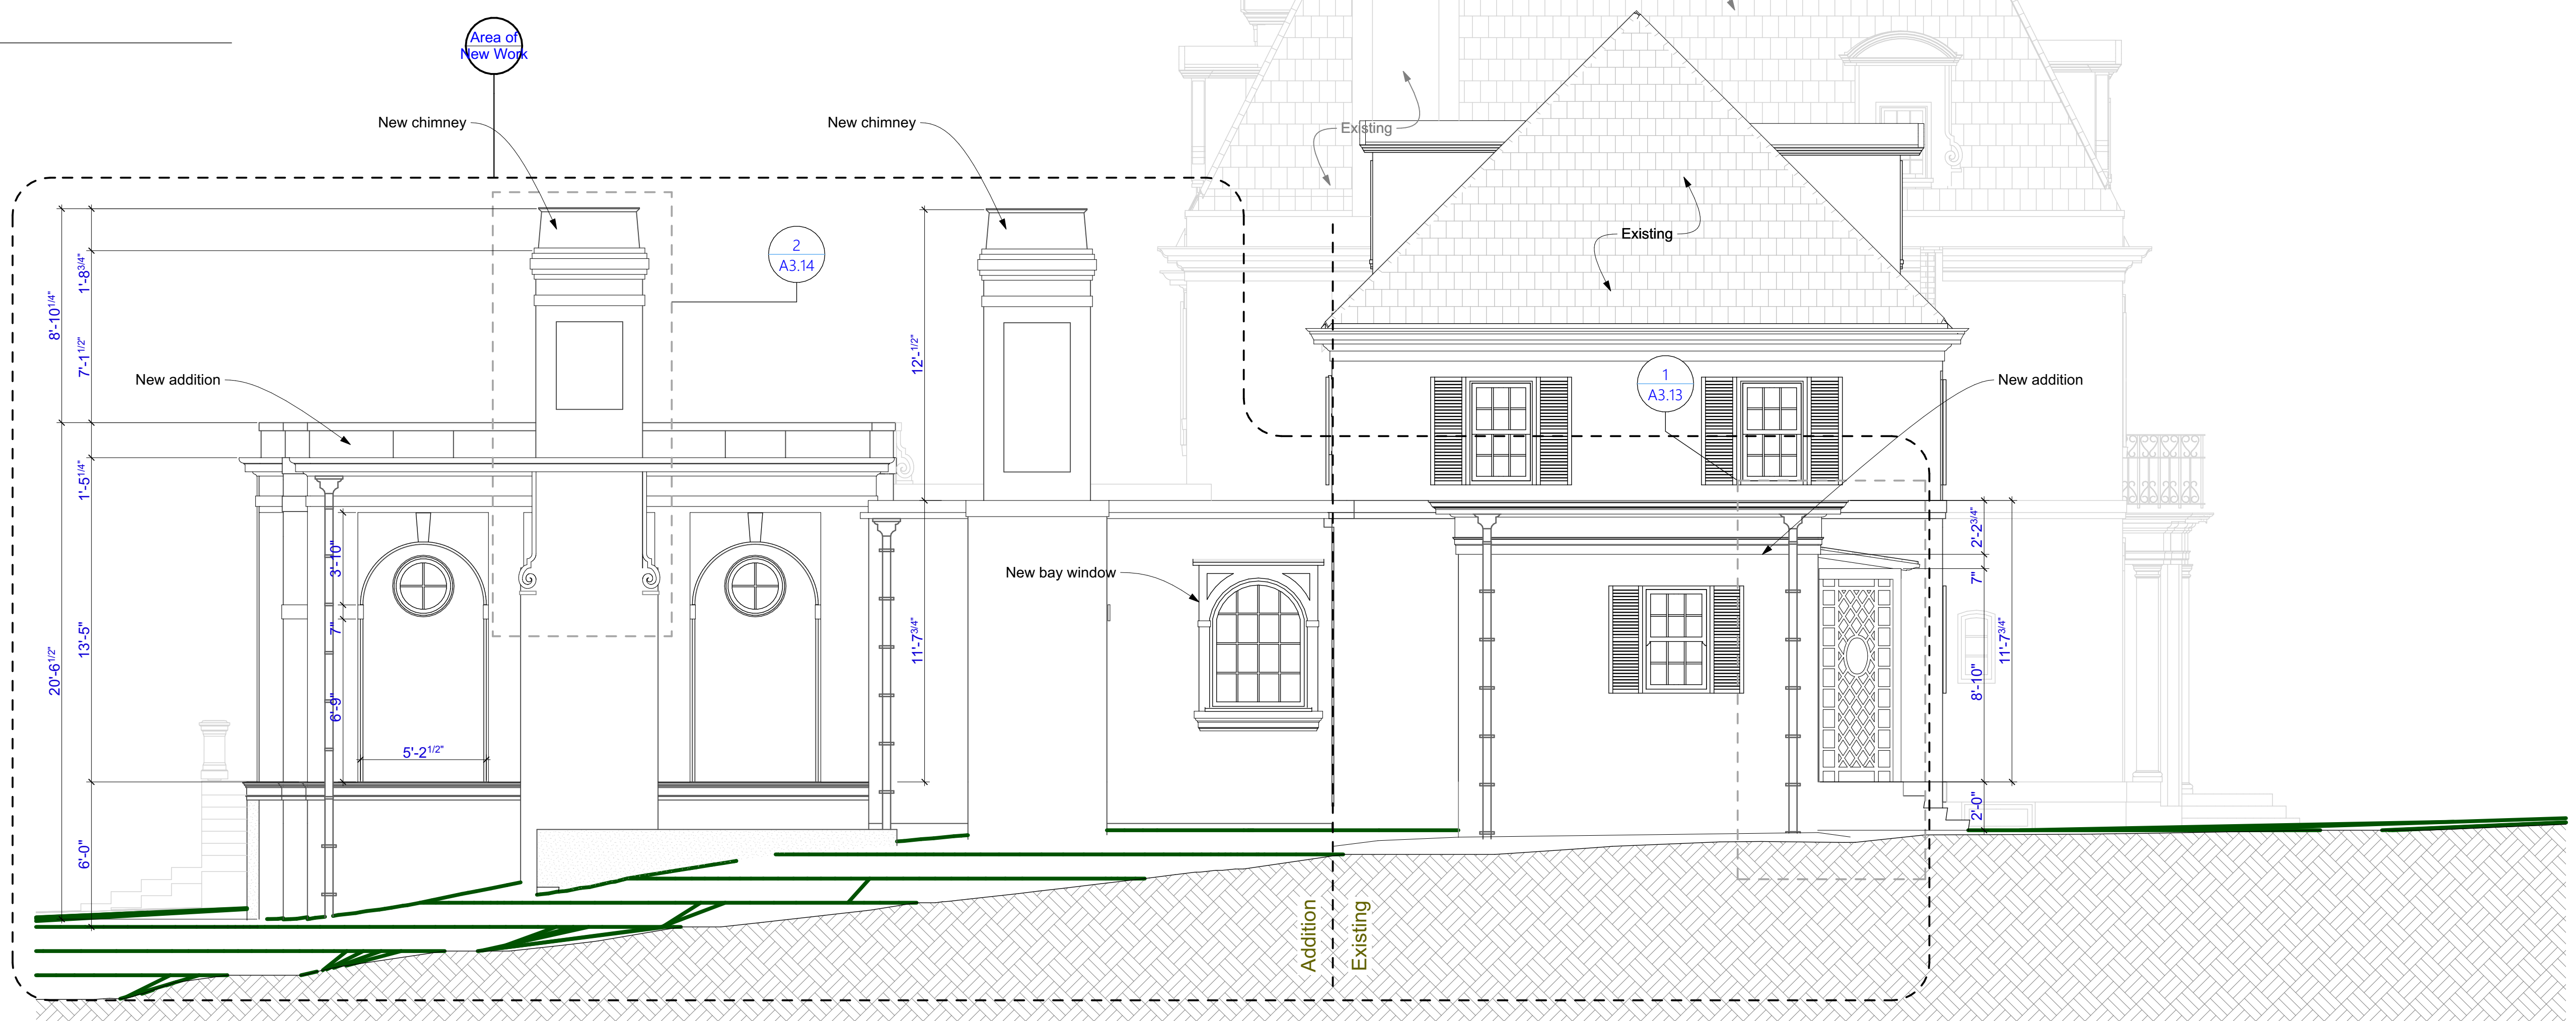 Area of
New Work
New chimney
New chimney
Existing
2
A3.14
Existing
1'-8 3/4"
8'-10 1/4"
7'-1 1/2"
12'-1/2"
New addition
1
A3.13
New addition
1'-5 1/4"
2'-2 3/4"
3'-10"
New bay window
7"
7"
13'-5"
20'-6 1/2"
11'-7 3/4"
11'-7 3/4"
8'-10"
6'-9"
5'-2 1/2"
2'-0"
6'-0"
Addition
Existing